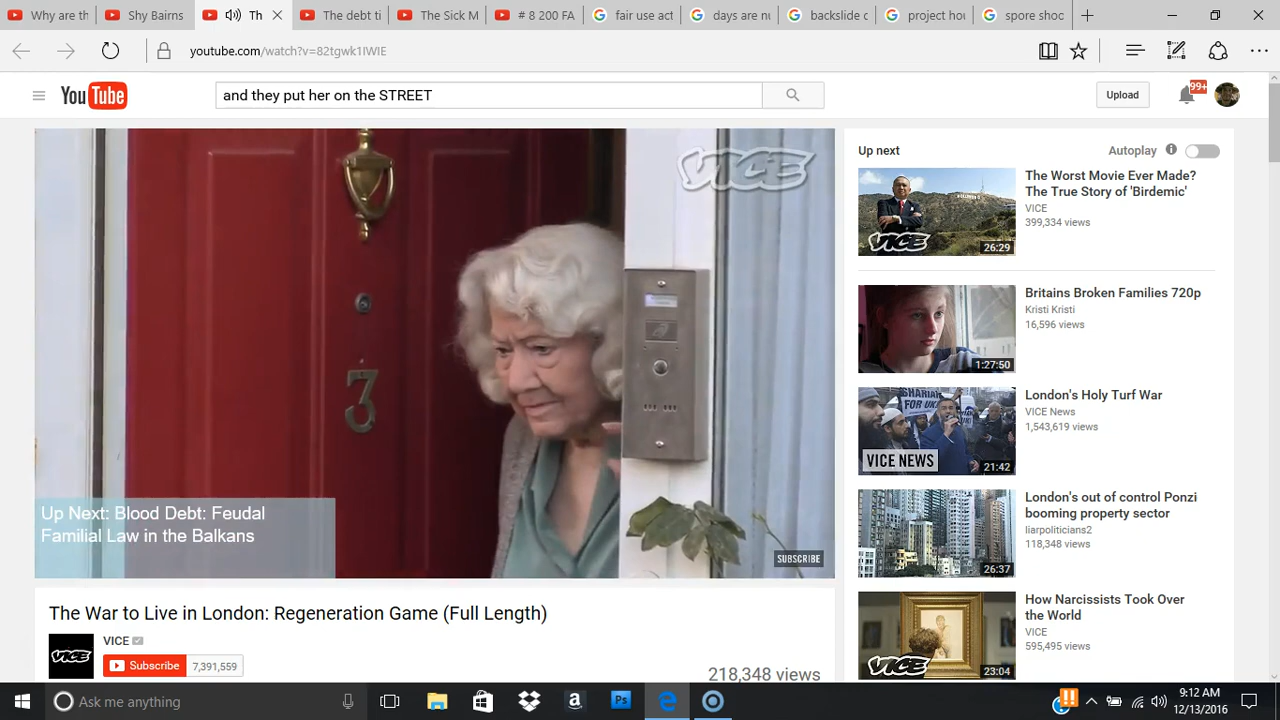 Why are th
Shy Bairns
Th
The debt ti
The Sick M
# 8 200 FA
fair use act
days are nu
backslide c
project hou
spore shoc
youtube.com/watch?v=82tgwk1IWIE
YouTube
and they put her on the STREET
Upload
99+
VICE
3
Up Next: Blood Debt: Feudal
Familial Law in the Balkans
SUBSCRIBE
The War to Live in London: Regeneration Game (Full Length)
VICE
VICE
Subscribe 7,391,559
218,348 views
Up next
Autoplay
The Worst Movie Ever Made?
The True Story of 'Birdemic'
VICE
399,334 views
VICE
26:29
Britains Broken Families 720p
Kristi Kristi
16,596 views
1:27:50
London's Holy Turf War
VICE News
1,543,619 views
SHARIAH
FOR UK
VICE NEWS
21:42
London's out of control Ponzi
booming property sector
liarpoliticians2
118,348 views
26:37
How Narcissists Took Over
the World
VICE
595,495 views
VICE
23:04
Ask me anything
a
Ps
9:12 AM
12/13/2016